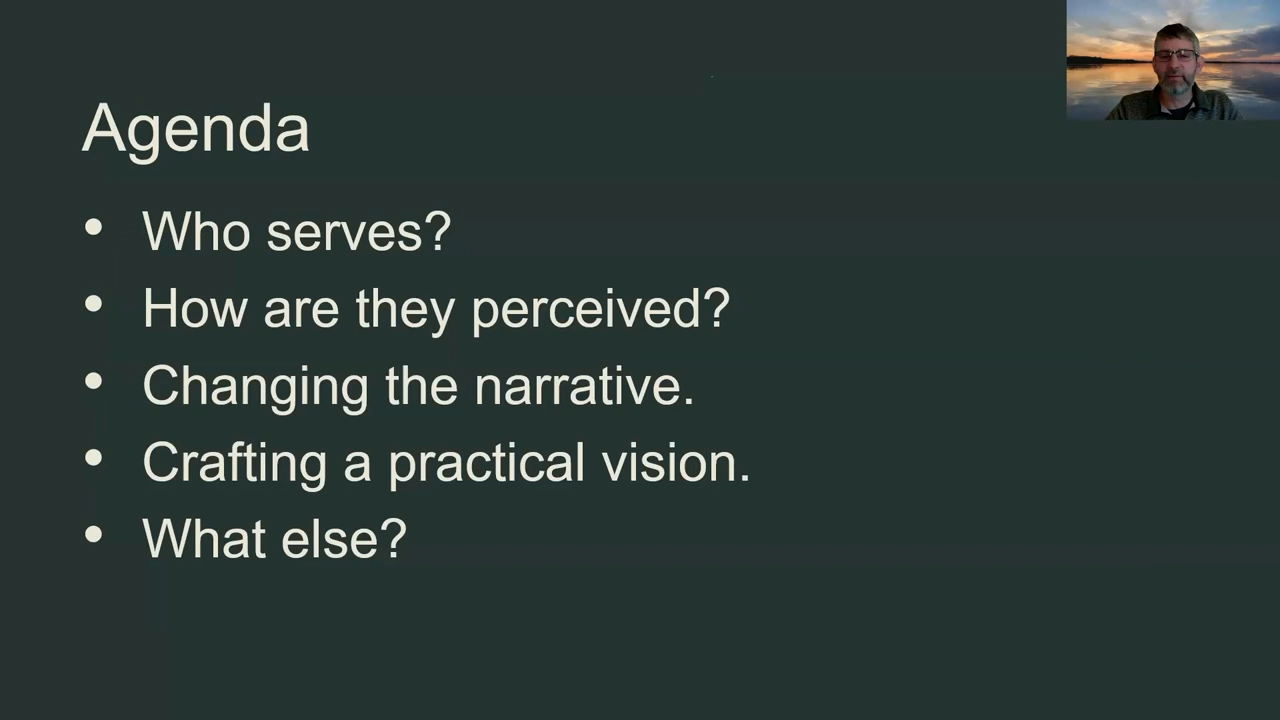 Agenda
• Who serves?
• How are they perceived?
• Changing the narrative.
• Crafting a practical vision.
• What else?